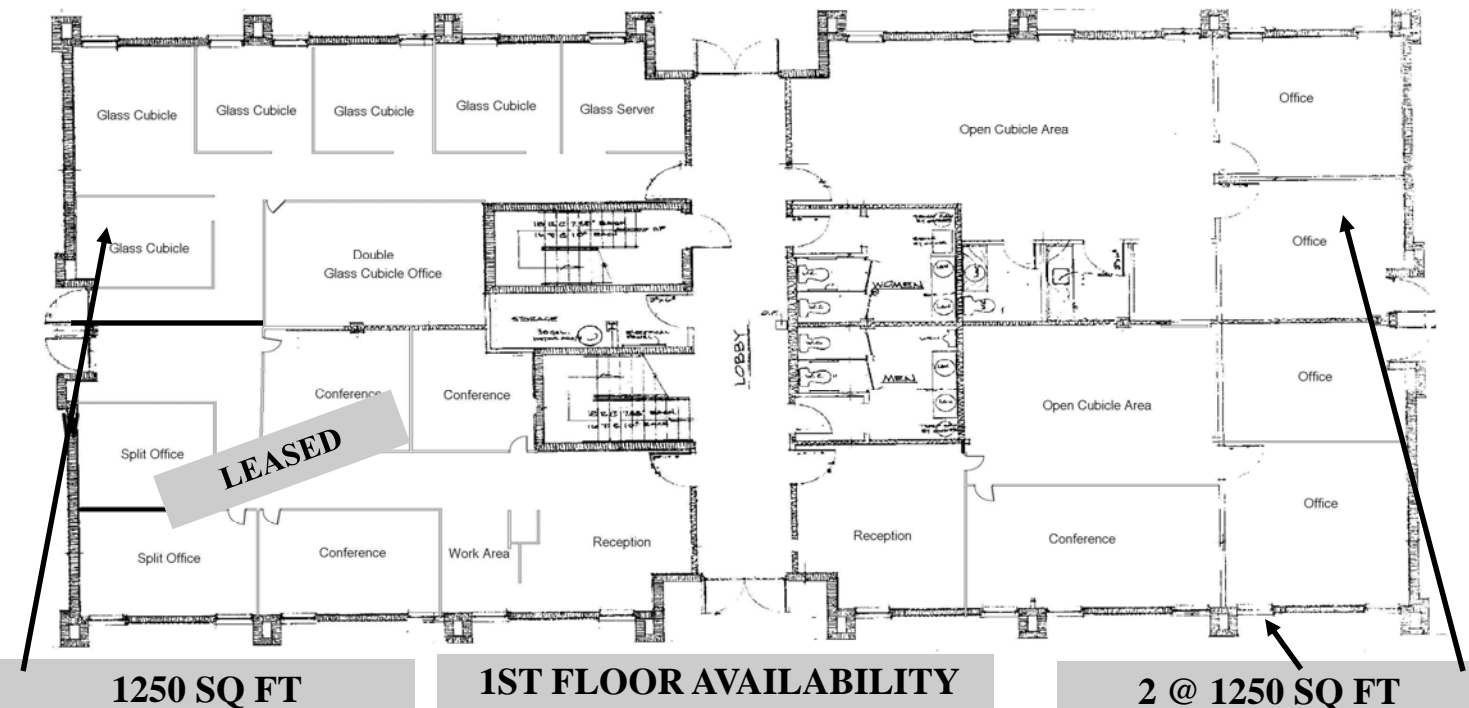 Glass Cubicle
Glass Cubicle
Glass Cubicle
Glass Cubicle
Glass Server
Open Cubicle Area
Office
Glass Cubicle
Double
Glass Cubicle Office
Office
WOMEN
STORAGE
LOBBY
MEN
Conference
Conference
Open Cubicle Area
Office
LEASED
Split Office
Office
Split Office
Conference
Work Area
Reception
Reception
Conference
1250 SQ FT
1ST FLOOR AVAILABILITY
2 @ 1250 SQ FT